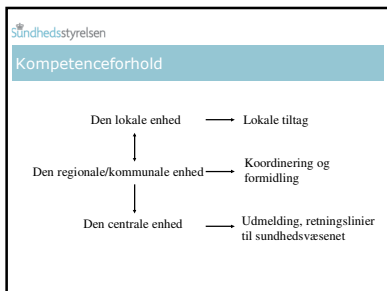 Sundhedsstyrelsen
Kompetenceforhold
Den lokale enhed
Lokale tiltag
Den regionale/kommunale enhed
Koordinering og
formidling
Den centrale enhed
Udmelding, retningslinier
til sundhedsvæsenet